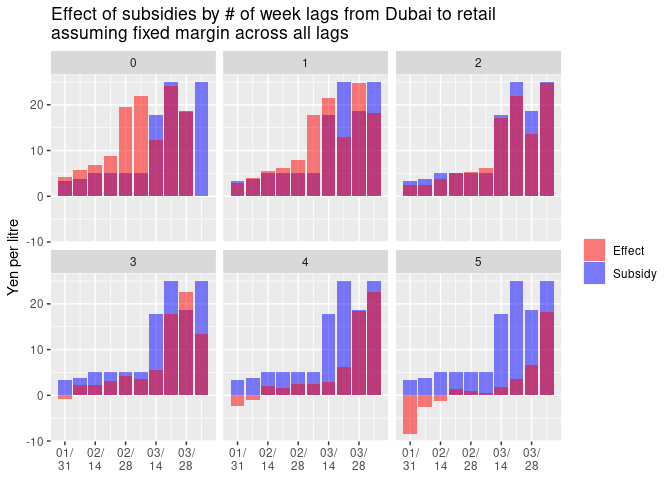 Effect of subsidies by # of week lags from Dubai to retail
assuming fixed margin across all lags
0 1 2
20
10
0
-10
Yen per litre
Effect
Subsidy
3 4 5
20
10
0
-10
01/ 02/ 02/ 03/ 03/ 01/ 02/ 02/ 03/ 03/ 01/ 02/ 02/ 03/ 03/
31 14 28 14 28 31 14 28 14 28 31 14 28 14 28